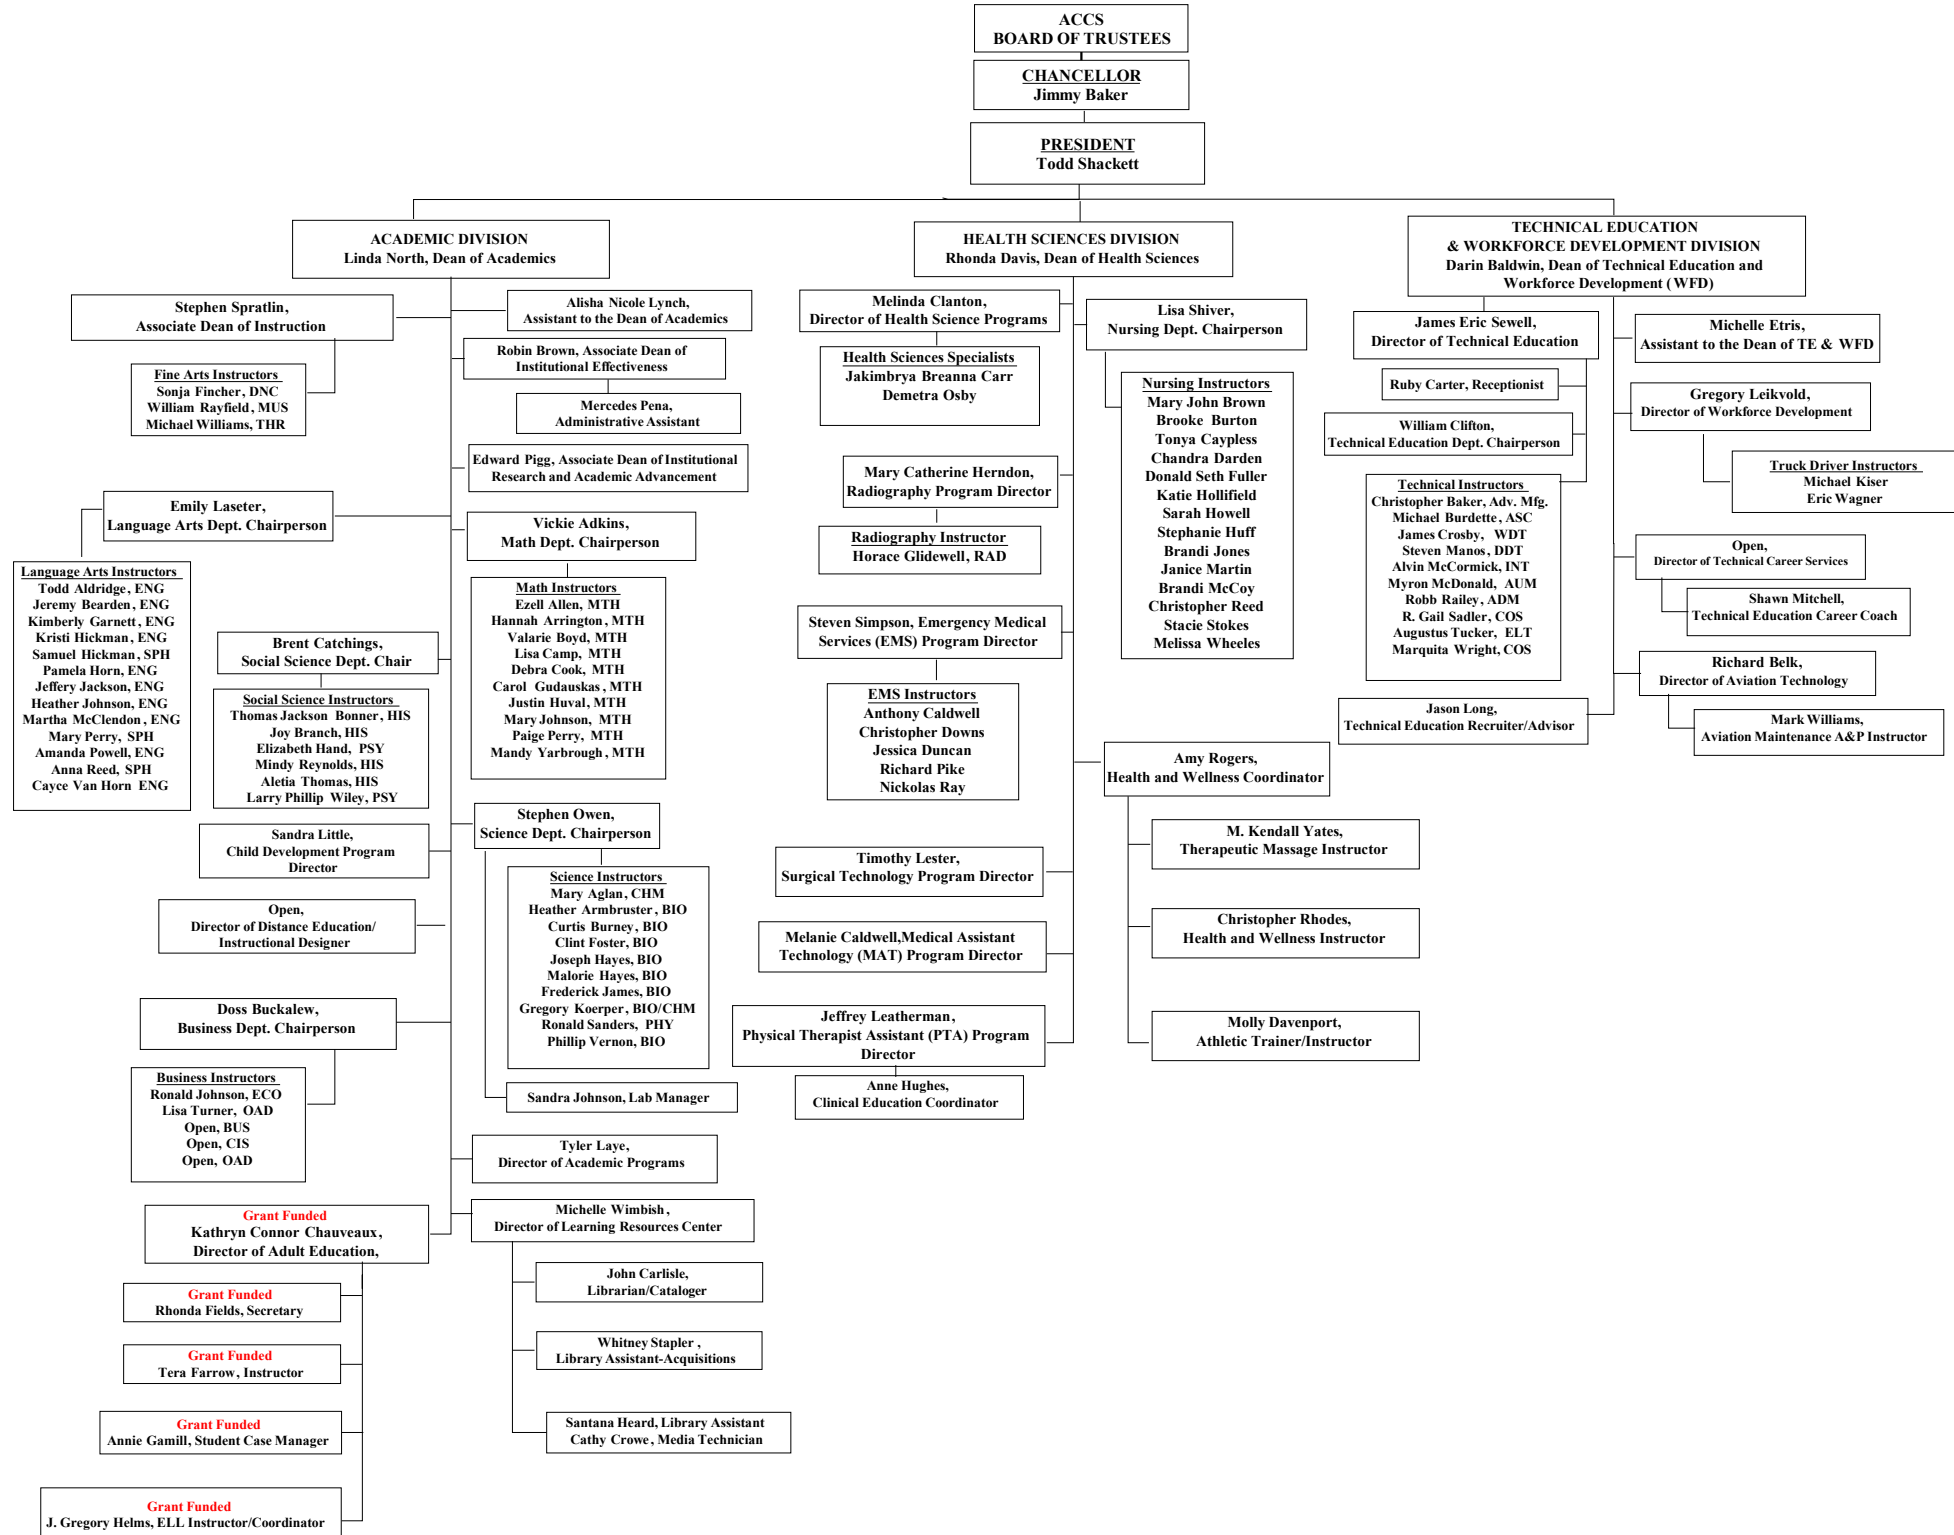 ACCS
BOARD OF TRUSTEES
CHANCELLOR
Jimmy Baker
PRESIDENT
Todd Shackett
ACADEMIC DIVISION
Linda North, Dean of Academics
Stephen Spratlin,
Associate Dean of Instruction
Fine Arts Instructors
Sonja Fincher, DNC
William Rayfield, MUS
Michael Williams, THR
Alisha Nicole Lynch,
Assistant to the Dean of Academics
Robin Brown, Associate Dean of
Institutional Effectiveness
Mercedes Pena,
Administrative Assistant
Edward Pigg, Associate Dean of Institutional
Research and Academic Advancement
Emily Laseter,
Language Arts Dept. Chairperson
Language Arts Instructors
Todd Aldridge, ENG
Jeremy Bearden, ENG
Kimberly Garnett, ENG
Kristi Hickman, ENG
Samuel Hickman, SPH
Pamela Horn, ENG
Jeffery Jackson, ENG
Heather Johnson, ENG
Martha McClendon, ENG
Mary Perry, SPH
Amanda Powell, ENG
Anna Reed, SPH
Cayce Van Horn ENG
Vickie Adkins,
Math Dept. Chairperson
Math Instructors
Ezell Allen, MTH
Hannah Arrington, MTH
Valarie Boyd, MTH
Lisa Camp, MTH
Debra Cook, MTH
Carol Gudauskas, MTH
Justin Huval, MTH
Mary Johnson, MTH
Paige Perry, MTH
Mandy Yarbrough, MTH
Brent Catchings,
Social Science Dept. Chair
Social Science Instructors
Thomas Jackson Bonner, HIS
Joy Branch, HIS
Elizabeth Hand, PSY
Mindy Reynolds, HIS
Aletia Thomas, HIS
Larry Phillip Wiley, PSY
Stephen Owen,
Science Dept. Chairperson
Science Instructors
Mary Aglan, CHM
Heather Armbruster, BIO
Curtis Burney, BIO
Clint Foster, BIO
Joseph Hayes, BIO
Malorie Hayes, BIO
Frederick James, BIO
Gregory Koerper, BIO/CHM
Ronald Sanders, PHY
Phillip Vernon, BIO
Sandra Johnson, Lab Manager
Sandra Little,
Child Development Program
Director
Open,
Director of Distance Education/
Instructional Designer
Doss Buckalew,
Business Dept. Chairperson
Business Instructors
Ronald Johnson, ECO
Lisa Turner, OAD
Open, BUS
Open, CIS
Open, OAD
Tyler Laye,
Director of Academic Programs
Michelle Wimbish,
Director of Learning Resources Center
John Carlisle,
Librarian/Cataloger
Whitney Stapler ,
Library Assistant-Acquisitions
Santana Heard, Library Assistant
Cathy Crowe, Media Technician
Grant Funded
Kathryn Connor Chauveaux,
Director of Adult Education,
Grant Funded
Rhonda Fields, Secretary
Grant Funded
Tera Farrow, Instructor
Grant Funded
Annie Gamill, Student Case Manager
Grant Funded
J. Gregory Helms, ELL Instructor/Coordinator
HEALTH SCIENCES DIVISION
Rhonda Davis, Dean of Health Sciences
Melinda Clanton,
Director of Health Science Programs
Health Sciences Specialists
Jakimbrya Breanna Carr
Demetra Osby
Lisa Shiver,
Nursing Dept. Chairperson
Nursing Instructors
Mary John Brown
Brooke Burton
Tonya Caypless
Chandra Darden
Donald Seth Fuller
Katie Hollifield
Sarah Howell
Stephanie Huff
Brandi Jones
Janice Martin
Brandi McCoy
Christopher Reed
Stacie Stokes
Melissa Wheeles
Mary Catherine Herndon,
Radiography Program Director
Radiography Instructor
Horace Glidewell, RAD
Steven Simpson, Emergency Medical
Services (EMS) Program Director
EMS Instructors
Anthony Caldwell
Christopher Downs
Jessica Duncan
Richard Pike
Nickolas Ray
Amy Rogers,
Health and Wellness Coordinator
M. Kendall Yates,
Therapeutic Massage Instructor
Christopher Rhodes,
Health and Wellness Instructor
Molly Davenport,
Athletic Trainer/Instructor
Timothy Lester,
Surgical Technology Program Director
Melanie Caldwell,Medical Assistant
Technology (MAT) Program Director
Jeffrey Leatherman,
Physical Therapist Assistant (PTA) Program
Director
Anne Hughes,
Clinical Education Coordinator
TECHNICAL EDUCATION
& WORKFORCE DEVELOPMENT DIVISION
Darin Baldwin, Dean of Technical Education and
Workforce Development (WFD)
James Eric Sewell,
Director of Technical Education
Ruby Carter, Receptionist
William Clifton,
Technical Education Dept. Chairperson
Technical Instructors
Christopher Baker, Adv. Mfg.
Michael Burdette, ASC
James Crosby, WDT
Steven Manos, DDT
Alvin McCormick, INT
Myron McDonald, AUM
Robb Railey, ADM
R. Gail Sadler, COS
Augustus Tucker, ELT
Marquita Wright, COS
Michelle Etris,
Assistant to the Dean of TE & WFD
Gregory Leikvold,
Director of Workforce Development
Truck Driver Instructors
Michael Kiser
Eric Wagner
Open,
Director of Technical Career Services
Shawn Mitchell,
Technical Education Career Coach
Richard Belk,
Director of Aviation Technology
Mark Williams,
Aviation Maintenance A&P Instructor
Jason Long,
Technical Education Recruiter/Advisor